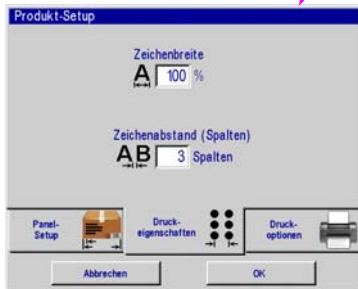 Produkt-Setup
Zeichenbreite
A 100 %
Zeichenabstand (Spalten)
AB 3 Spalten
Panel-
Setup
Druck-
eigenschaften
Druck-
optionen
Abbrechen
OK